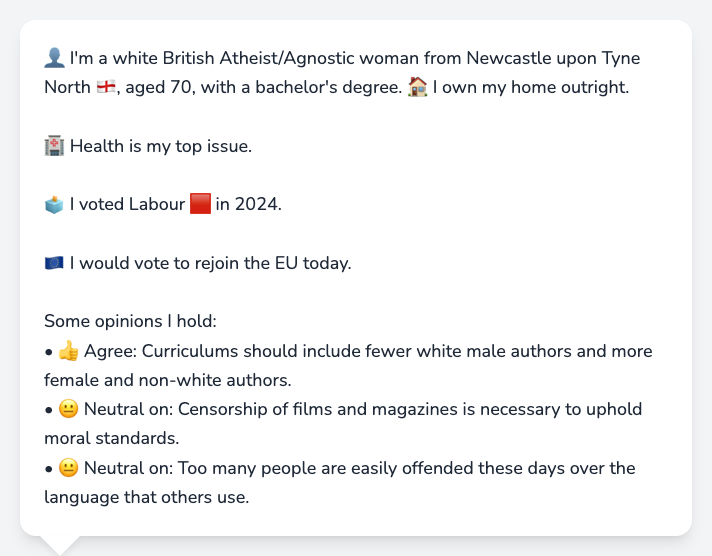 👤 I'm a white British Atheist/Agnostic woman from Newcastle upon Tyne
North 🏴󠁧󠁢󠁥󠁮󠁧󠁿, aged 70, with a bachelor's degree. 🏠 I own my home outright.
🏥 Health is my top issue.
🗳️ I voted Labour 🟥 in 2024.
🇪🇺 I would vote to rejoin the EU today.
Some opinions I hold:
• 👍 Agree: Curriculums should include fewer white male authors and more
female and non-white authors.
• 😐 Neutral on: Censorship of films and magazines is necessary to uphold
moral standards.
• 😐 Neutral on: Too many people are easily offended these days over the
language that others use.